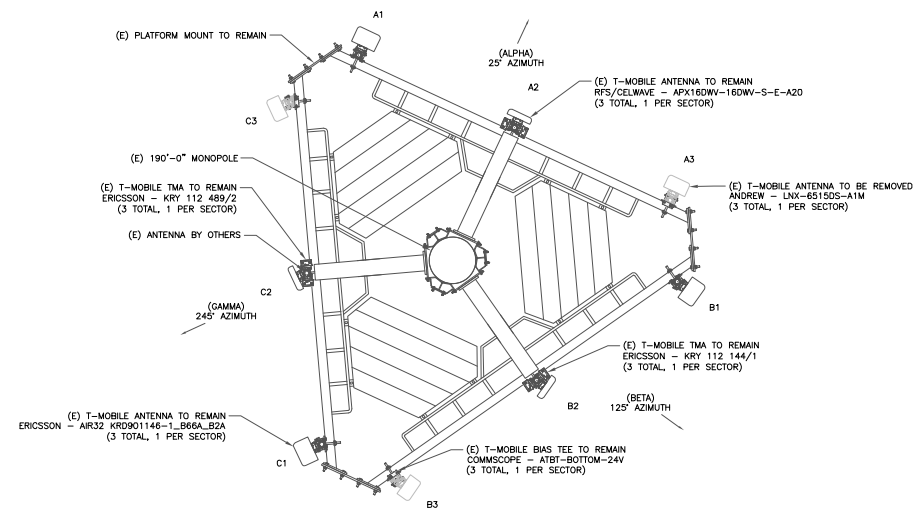 A1
(E) PLATFORM MOUNT TO REMAIN
(ALPHA)
25° AZIMUTH
A2
(E) T-MOBILE ANTENNA TO REMAIN
RFS/CELWAVE - APX16DWV-16DWV-S-E-A20
(3 TOTAL, 1 PER SECTOR)
C3
(E) 190'-0" MONOPOLE
A3
(E) T-MOBILE ANTENNA TO BE REMOVED
ANDREW - LNX-6515DS-A1M
(3 TOTAL, 1 PER SECTOR)
(E) T-MOBILE TMA TO REMAIN
ERICSSON - KRY 112 489/2
(3 TOTAL, 1 PER SECTOR)
(E) ANTENNA BY OTHERS
C2
(GAMMA)
245° AZIMUTH
B1
(E) T-MOBILE TMA TO REMAIN
ERICSSON - KRY 112 144/1
(3 TOTAL, 1 PER SECTOR)
B2
(BETA)
125° AZIMUTH
(E) T-MOBILE ANTENNA TO REMAIN
ERICSSON - AIR32 KRD901146-1_B66A_B2A
(3 TOTAL, 1 PER SECTOR)
C1
(E) T-MOBILE BIAS TEE TO REMAIN
COMMSCOPE - ATBT-BOTTOM-24V
(3 TOTAL, 1 PER SECTOR)
B3